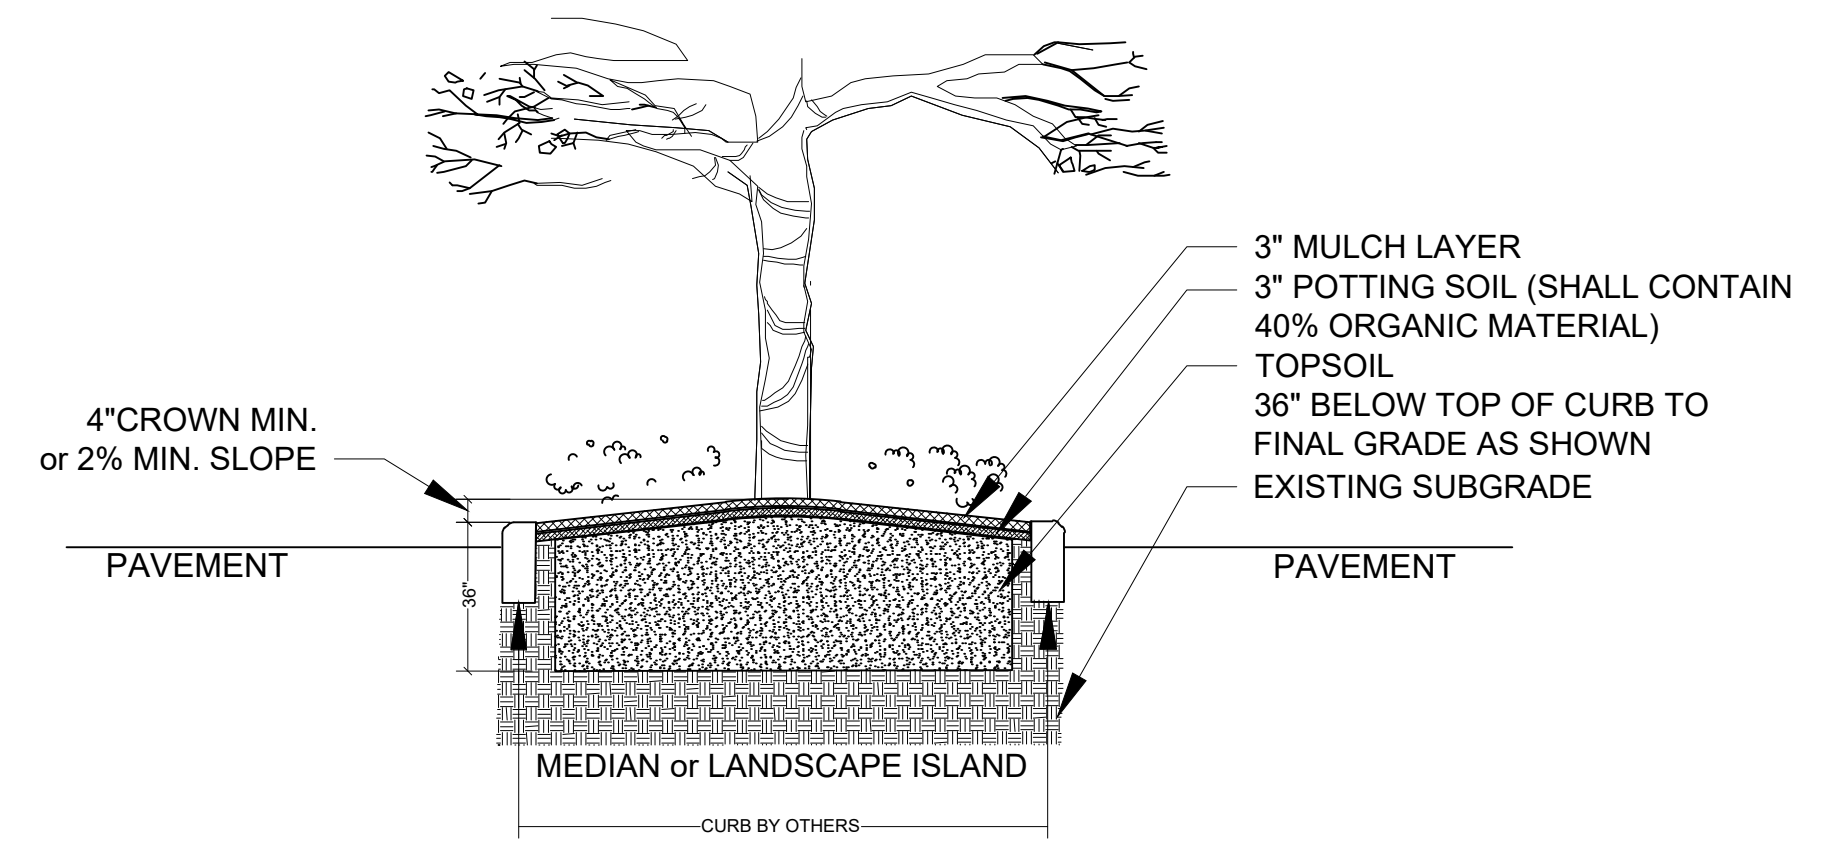 3" MULCH LAYER
3" POTTING SOIL (SHALL CONTAIN
40% ORGANIC MATERIAL)
TOPSOIL
36" BELOW TOP OF CURB TO
FINAL GRADE AS SHOWN
EXISTING SUBGRADE
4"CROWN MIN.
or 2% MIN. SLOPE
PAVEMENT
PAVEMENT
36"
MEDIAN or LANDSCAPE ISLAND
CURB BY OTHERS